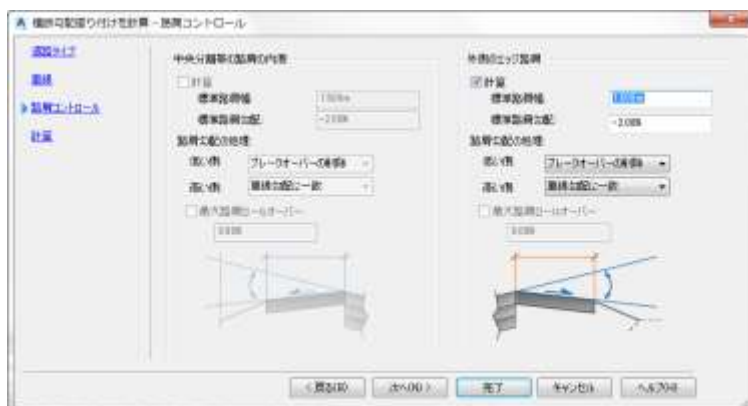 横断勾配擦り付けを計算 - 路肩コントロール
道路タイプ
車線
路肩コントロール
計算
中央分離帯の路肩の内側
計算
標準路肩幅
標準路肩勾配
-2.00%
路肩勾配の処理
低い側
ブレークオーバーの削除
高い側
車線勾配に一致
最大路肩ロールオーバー
外側のエッジ路肩
計算
標準路肩幅
標準路肩勾配
-2.00%
路肩勾配の処理
低い側
ブレークオーバーの削除
高い側
車線勾配に一致
最大路肩ロールオーバー
< 戻る(B)
次へ(N) >
完了
キャンセル
ヘルプ(H)